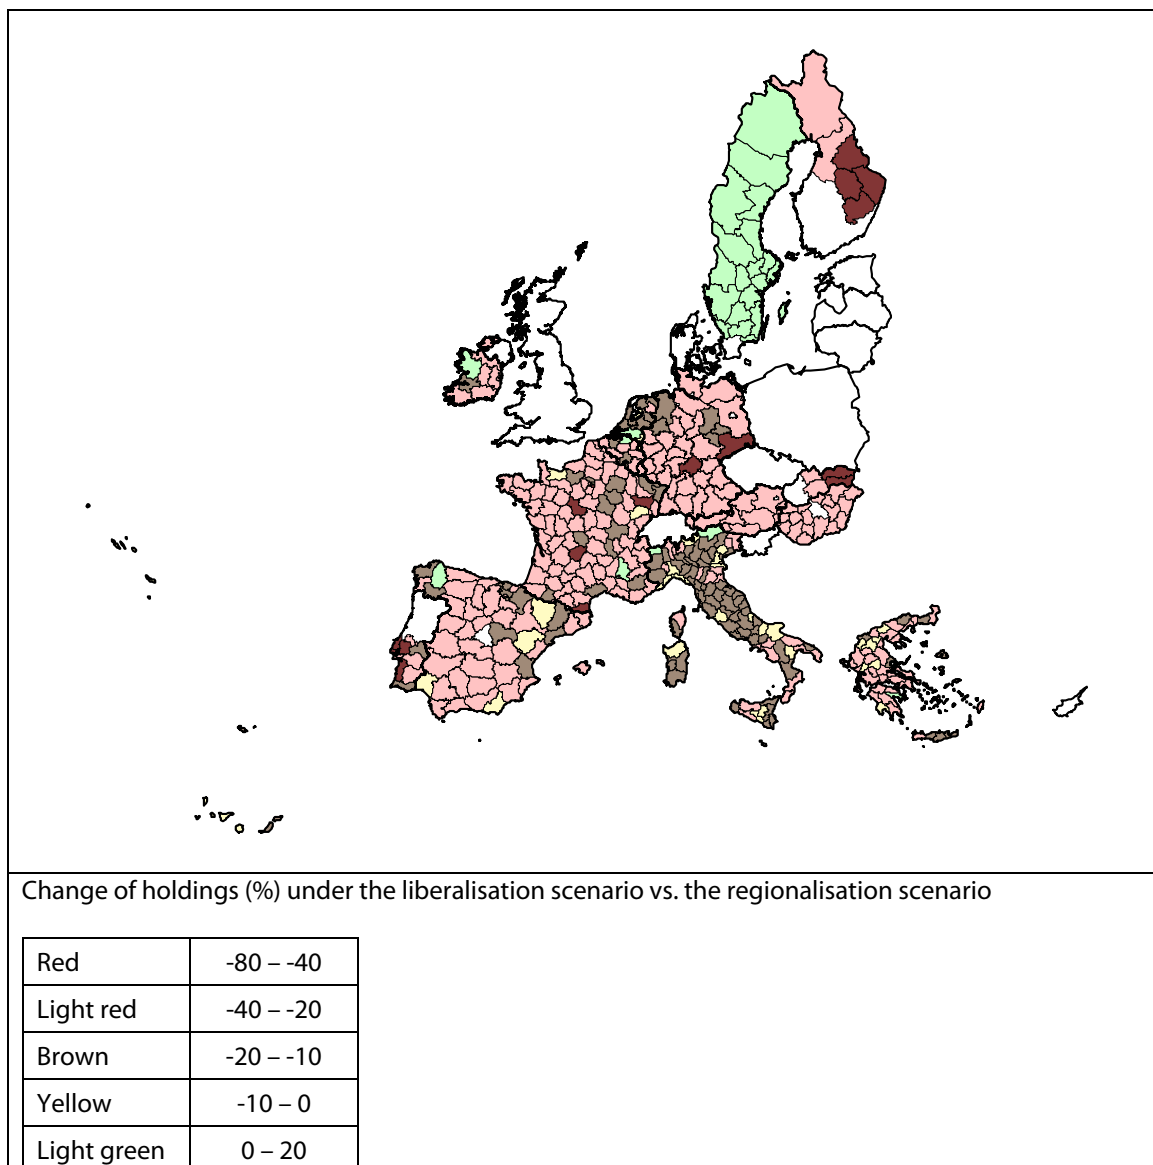 Change of holdings (%) under the liberalisation scenario vs. the regionalisation scenario
Red -80 – -40
Light red -40 – -20
Brown -20 – -10
Yellow -10 – 0
Light green 0 – 20